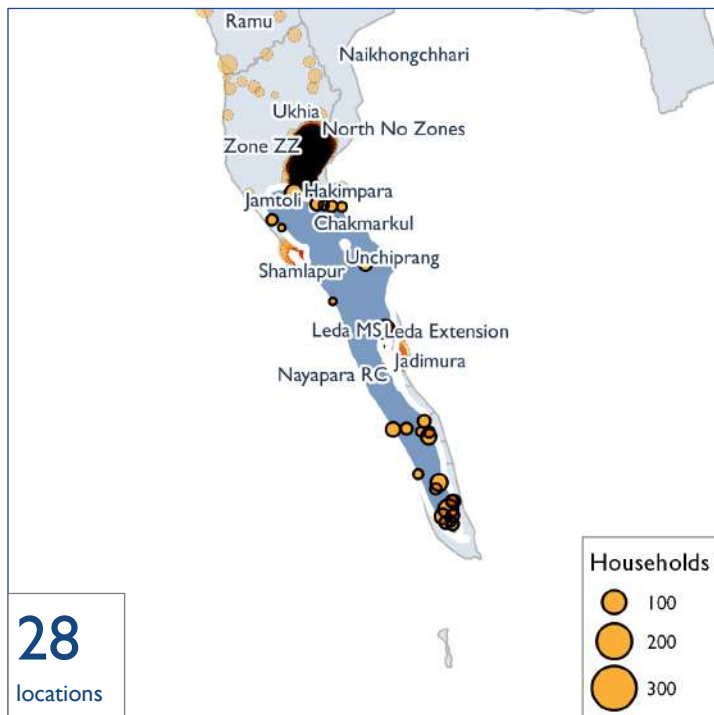 Ramu
Naikhongchhari
Ukhia
North No Zones
Zone ZZ
Hakimpara
Jamtoli
Chakmarkul
Unchiprang
Shamlapur
Leda MS
Leda Extension
Jadimura
Nayapara RC
Households
100
200
300
28
locations